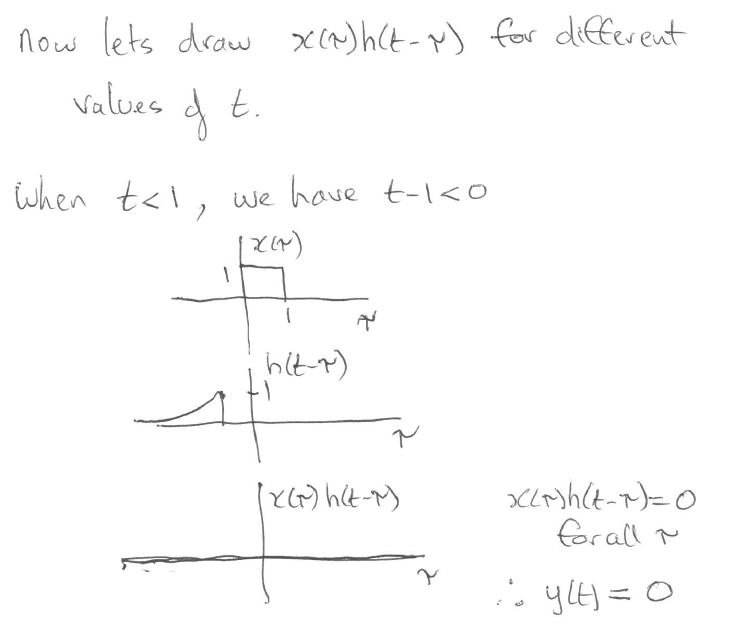 now lets draw x(τ)h(t-τ) for different
values of t.
when t<1, we have t-1<0
x(τ)
1
1
τ
h(t-τ)
1
τ
x(τ)h(t-τ)
x(τ)h(t-τ)=0
for all τ
τ
∴ y(t)=0